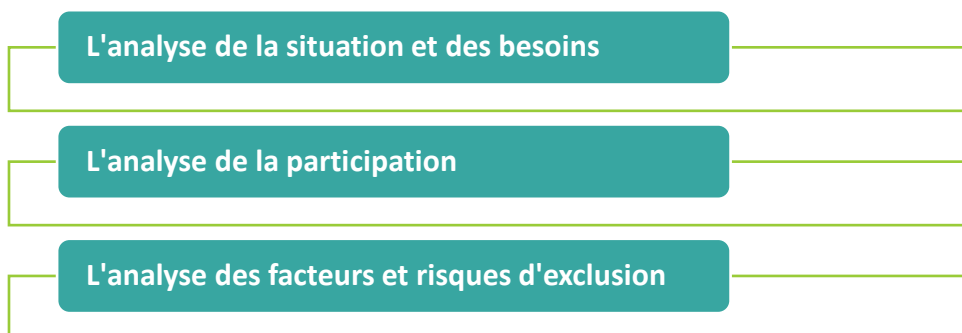 L'analyse de la situation et des besoins
L'analyse de la participation
L'analyse des facteurs et risques d'exclusion